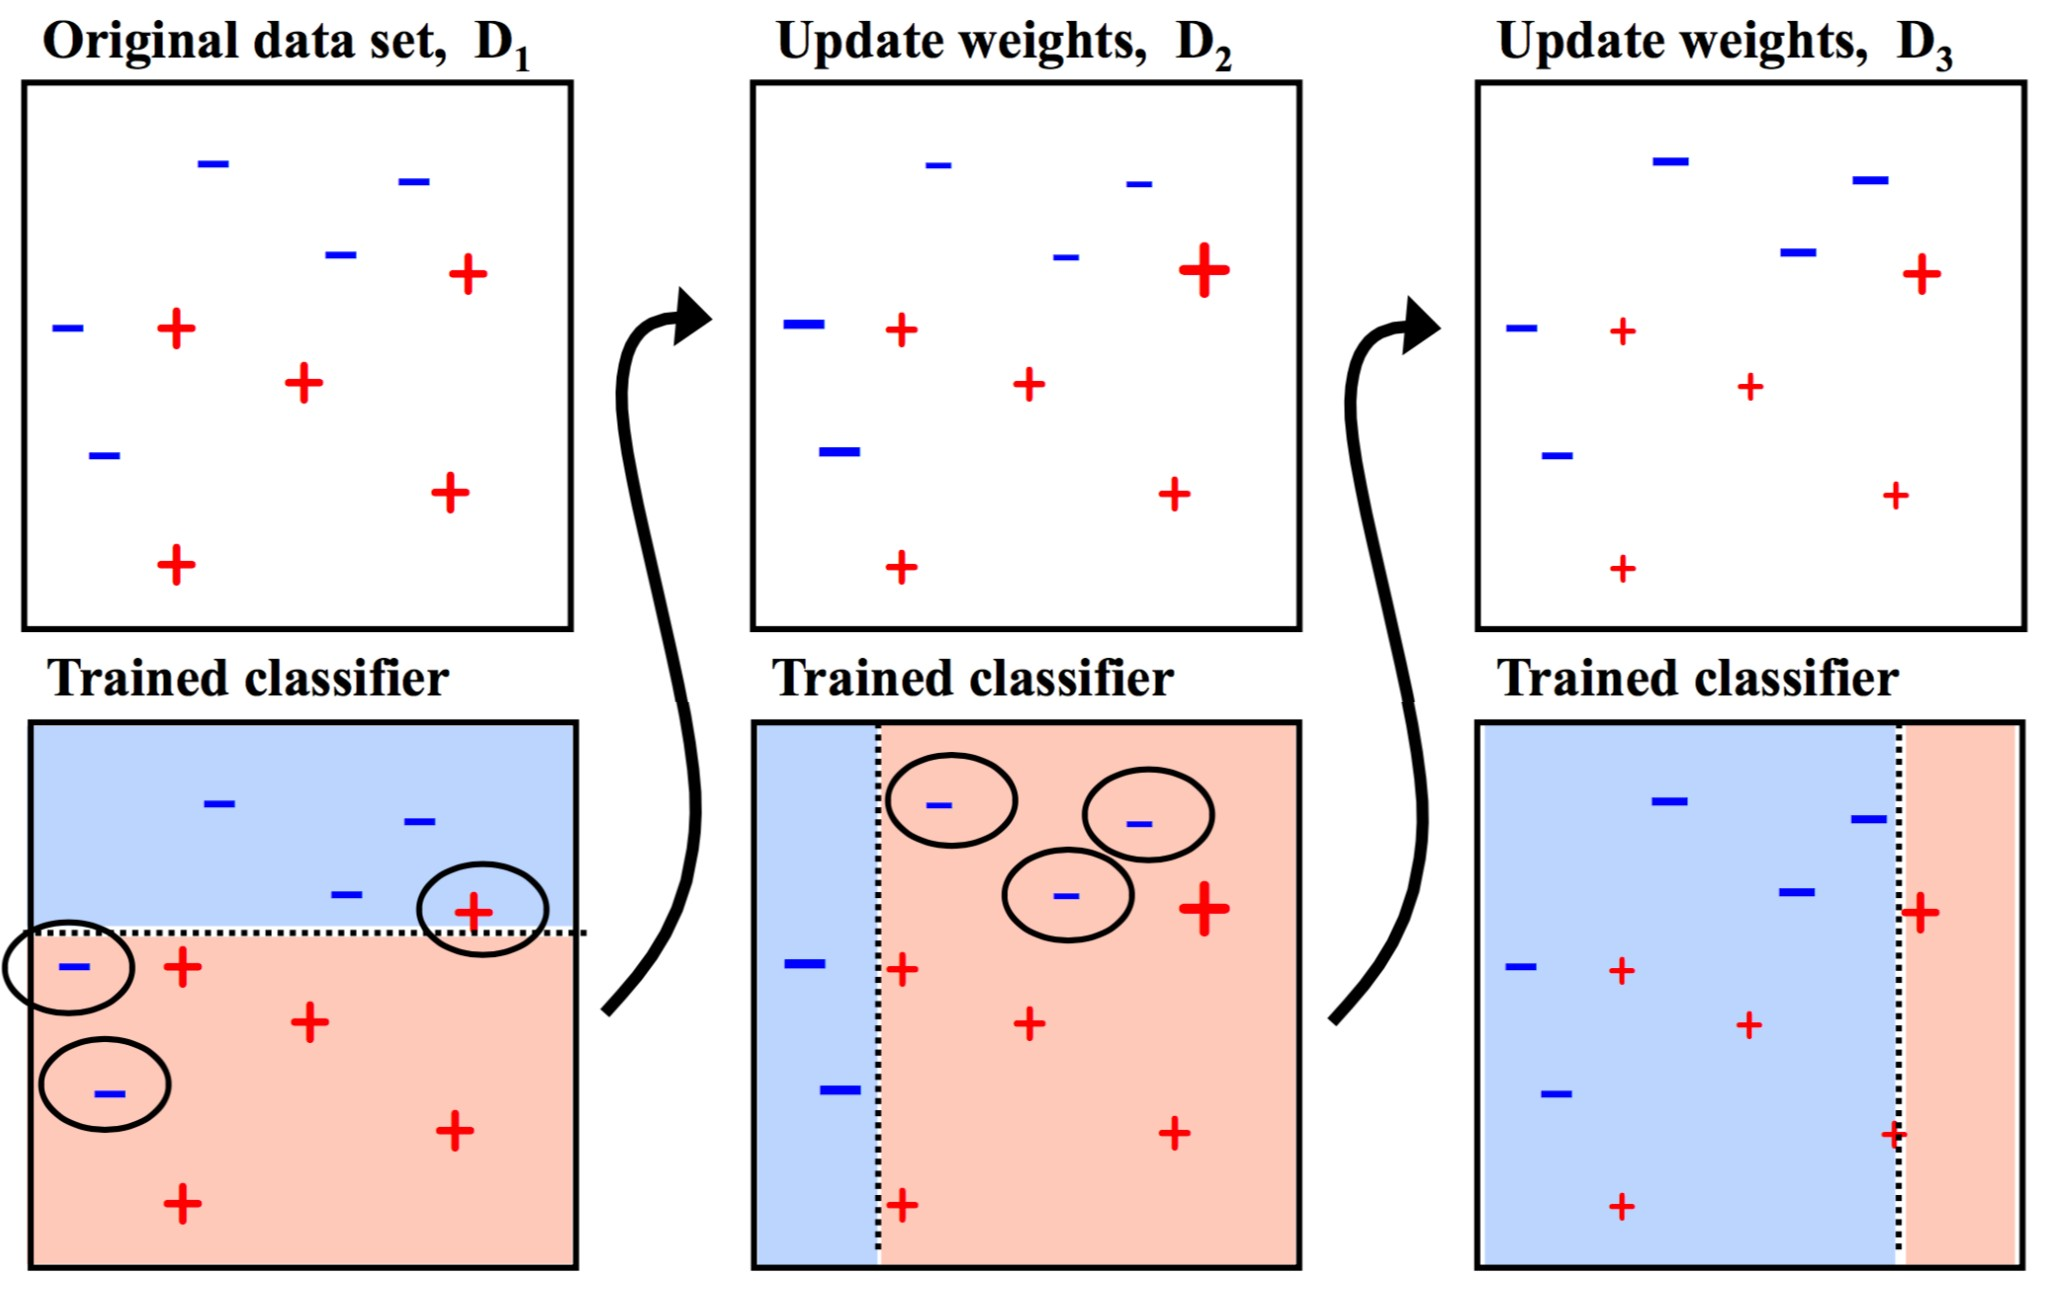 Original data set, D₁
Update weights, D₂
Update weights, D₃
Trained classifier
Trained classifier
Trained classifier